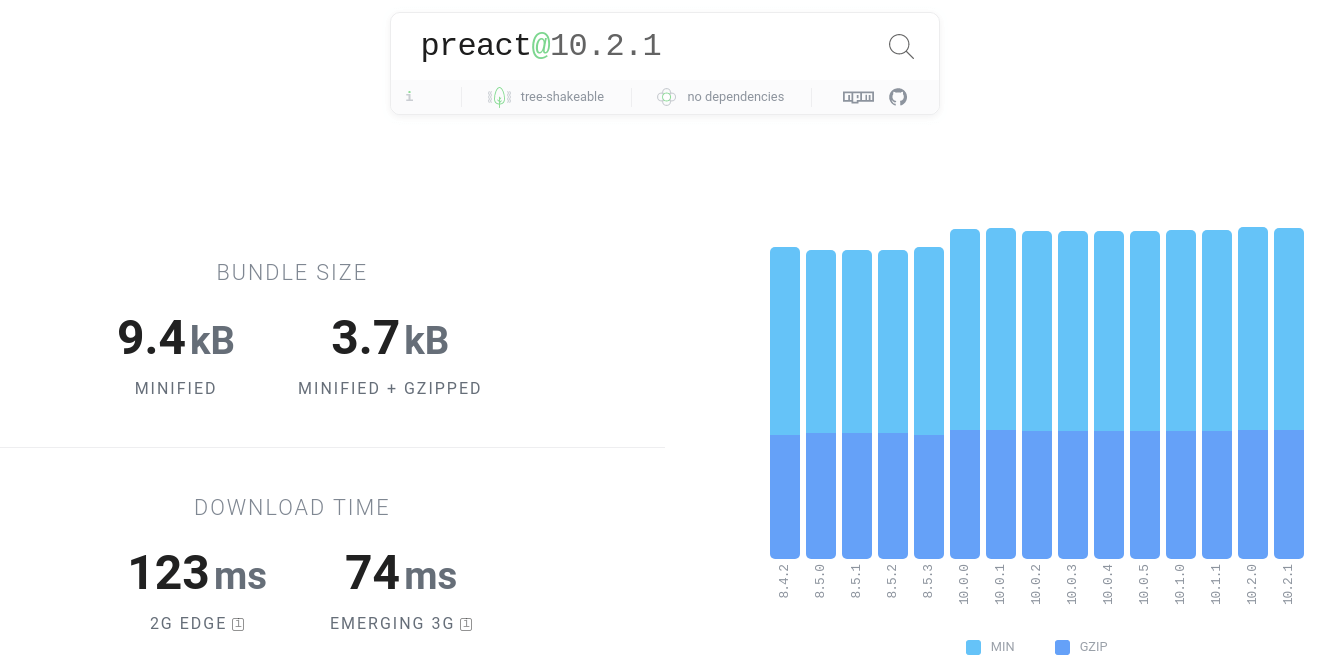 preact@10.2.1
i
tree-shakeable
no dependencies
npm
BUNDLE SIZE
9.4 kB
3.7 kB
MINIFIED
MINIFIED + GZIPPED
DOWNLOAD TIME
123 ms
74 ms
2G EDGE 1
EMERGING 3G 1
8.4.2
8.5.0
8.5.1
8.5.2
8.5.3
10.0.0
10.0.1
10.0.2
10.0.3
10.0.4
10.0.5
10.1.0
10.1.1
10.2.0
10.2.1
MIN
GZIP